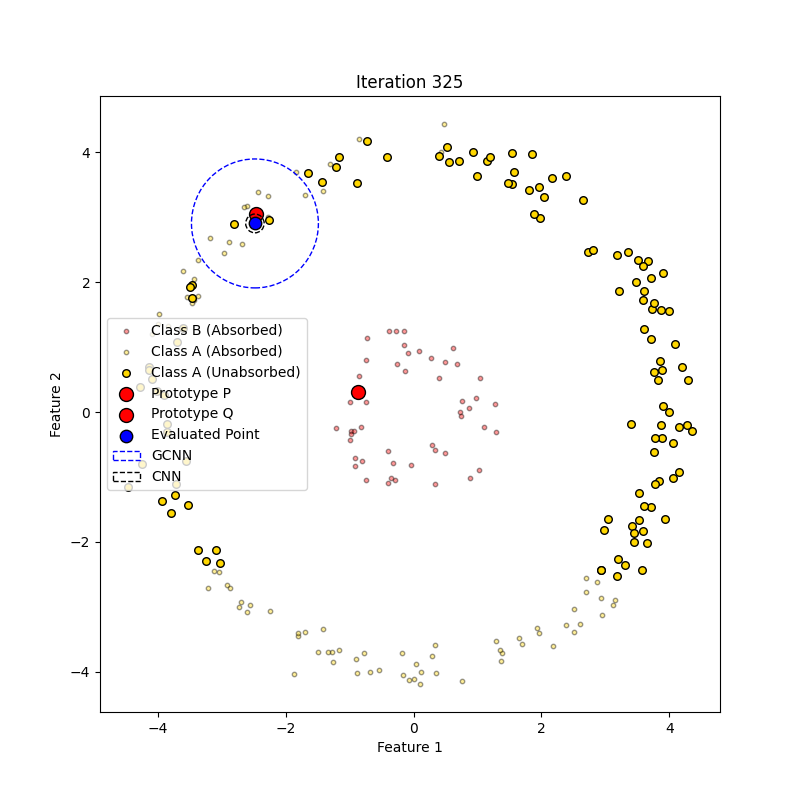 Iteration 325
Feature 2
4
2
0
−2
−4
Class B (Absorbed)
Class A (Absorbed)
Class A (Unabsorbed)
Prototype P
Prototype Q
Evaluated Point
GCNN
CNN
−4
−2
0
2
4
Feature 1